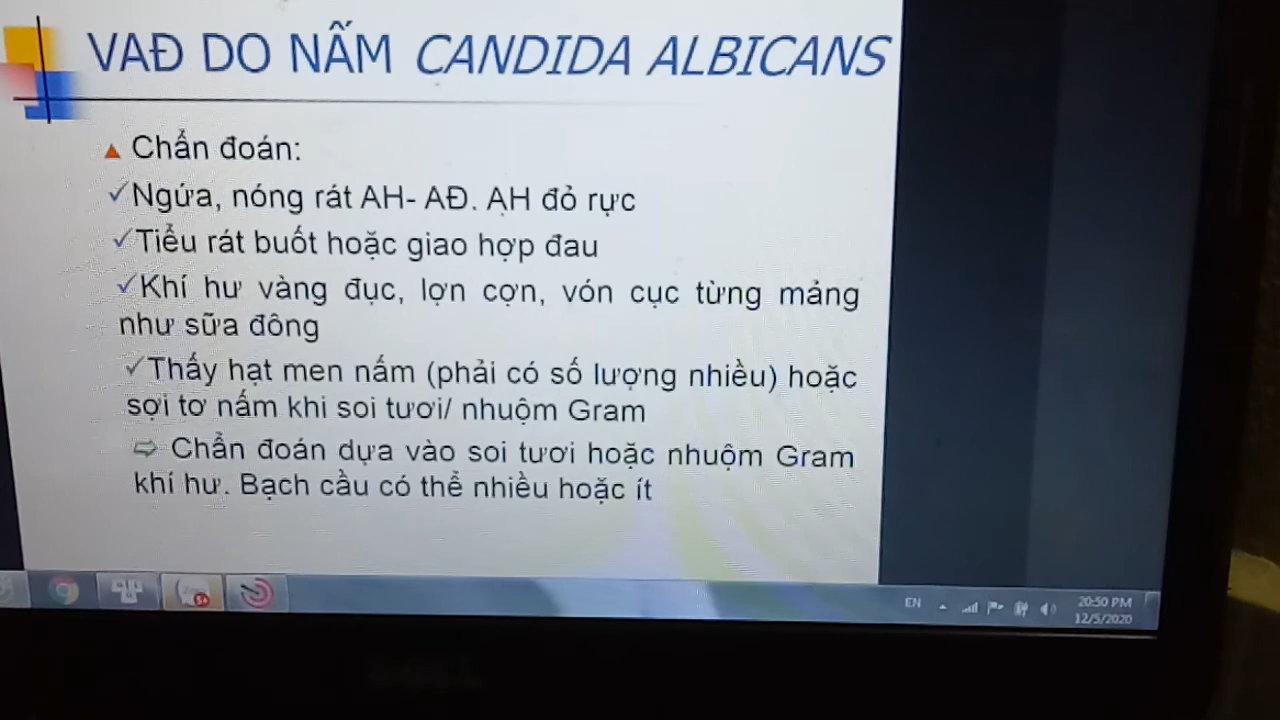 VAĐ DO NẤM CANDIDA ALBICANS
Chẩn đoán:
Ngứa, nóng rát AH- AĐ. ẠH đỏ rực
Tiểu rát buốt hoặc giao hợp đau
Khí hư vàng đục, lợn cợn, vón cục từng mảng
như sữa đông
Thấy hạt men nấm (phải có số lượng nhiều) hoặc
sợi tơ nấm khi soi tươi/ nhuộm Gram
⇨ Chẩn đoán dựa vào soi tươi hoặc nhuộm Gram
khí hư. Bạch cầu có thể nhiều hoặc ít
EN
20:50 PM
12/5/2020